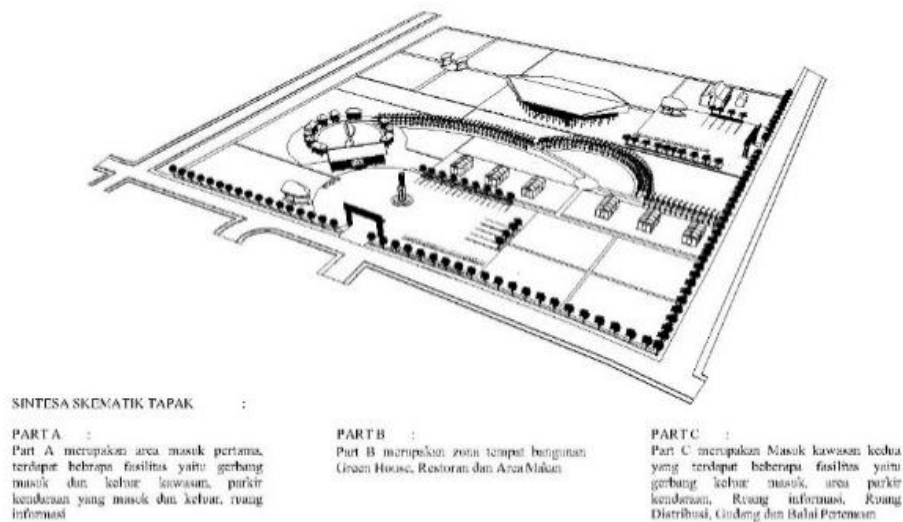 SINTESA SKEMATIK TAPAK :
PART A :
Part A merupakan area masuk pertama,
terdapat bebrapa fasilitas yaitu gerbang
masuk dan keluar kawasan, parkir
kendaraan yang masuk dan keluar, ruang
informasi
PART B :
Part B merupakan zona tempat bangunan
Green House, Restoran dan Area Makan
PART C :
Part C merupakan Masuk kawasan kedua
yang terdapat beberapa fasilitas yaitu
gerbang keluar masuk, area parkir
kendaraan, Ruang informasi, Ruang
Distribusi, Gudang dan Balai Pertemuan